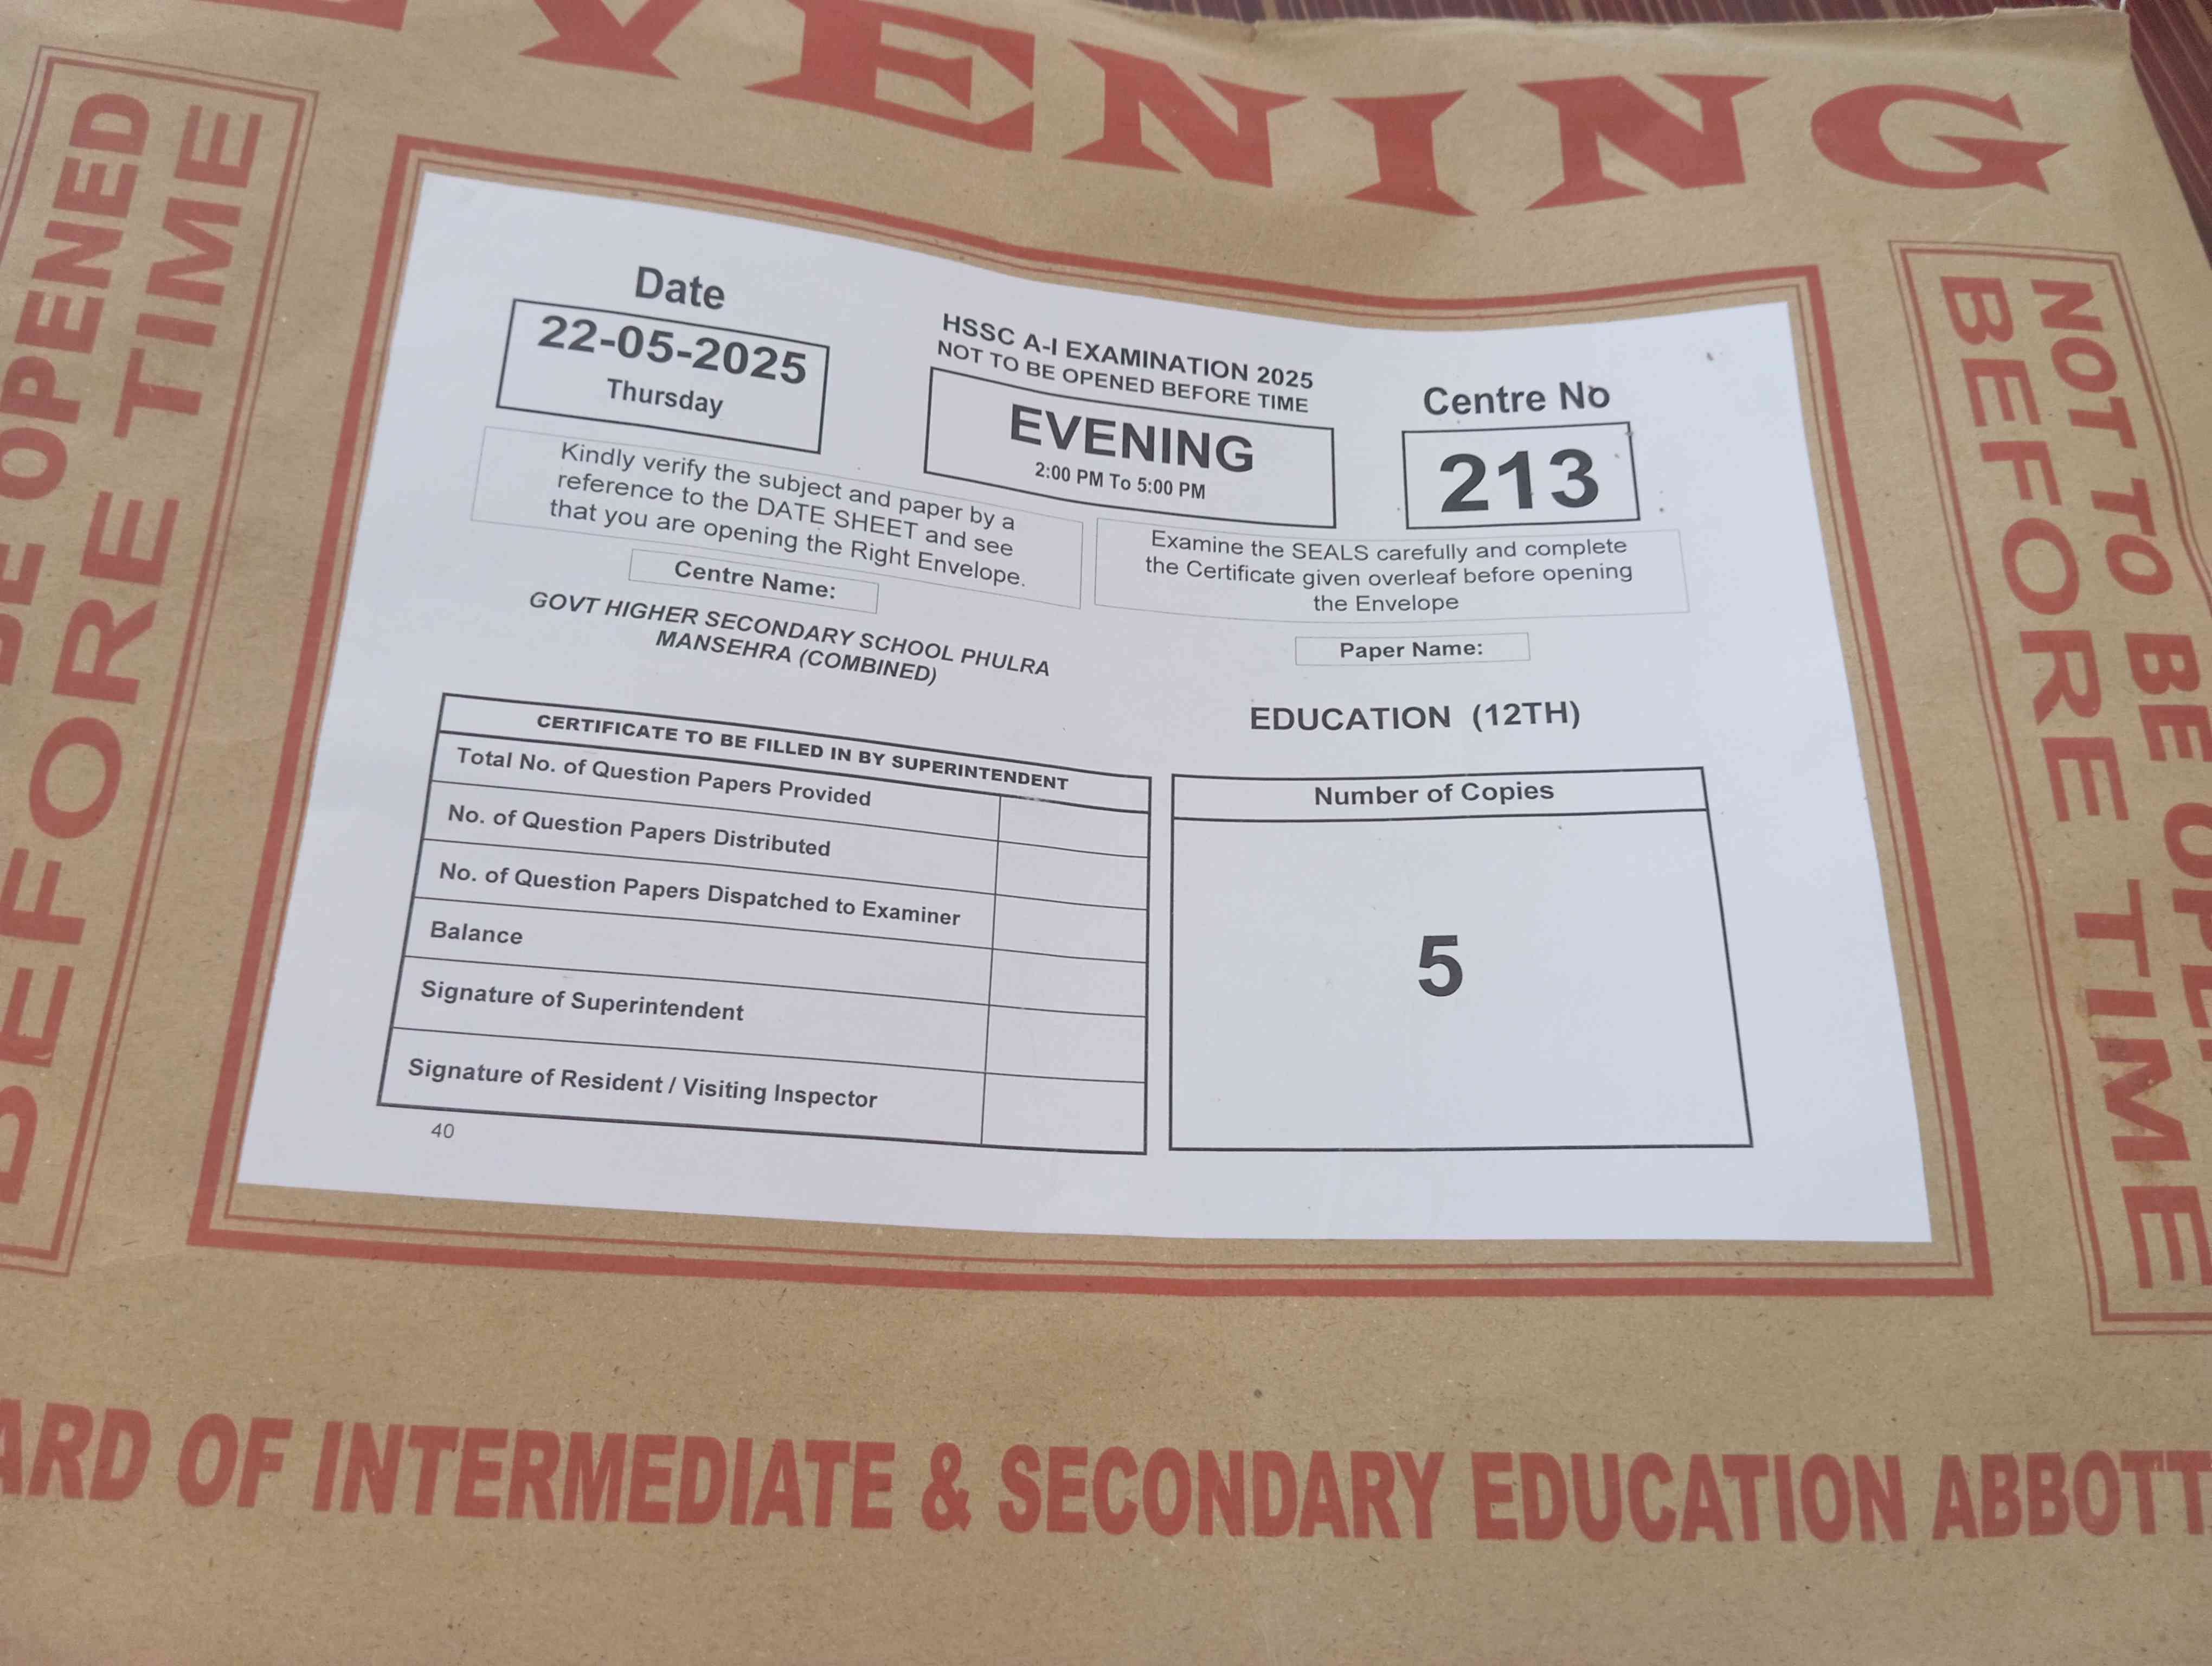 EVENING
BE OPENED
BEFORE TIME
NOT TO BE OPENED
BEFORE TIME
Date
22-05-2025
Thursday
HSSC A-I EXAMINATION 2025
NOT TO BE OPENED BEFORE TIME
EVENING
2:00 PM To 5:00 PM
Centre No
213
Kindly verify the subject and paper by a
reference to the DATE SHEET and see
that you are opening the Right Envelope.
Examine the SEALS carefully and complete
the Certificate given overleaf before opening
the Envelope
Centre Name:
GOVT HIGHER SECONDARY SCHOOL PHULRA
MANSEHRA (COMBINED)
Paper Name:
EDUCATION (12TH)
CERTIFICATE TO BE FILLED IN BY SUPERINTENDENT
Total No. of Question Papers Provided
No. of Question Papers Distributed
No. of Question Papers Dispatched to Examiner
Balance
Signature of Superintendent
Signature of Resident / Visiting Inspector
40
Number of Copies
5
ARD OF INTERMEDIATE & SECONDARY EDUCATION ABBOTT